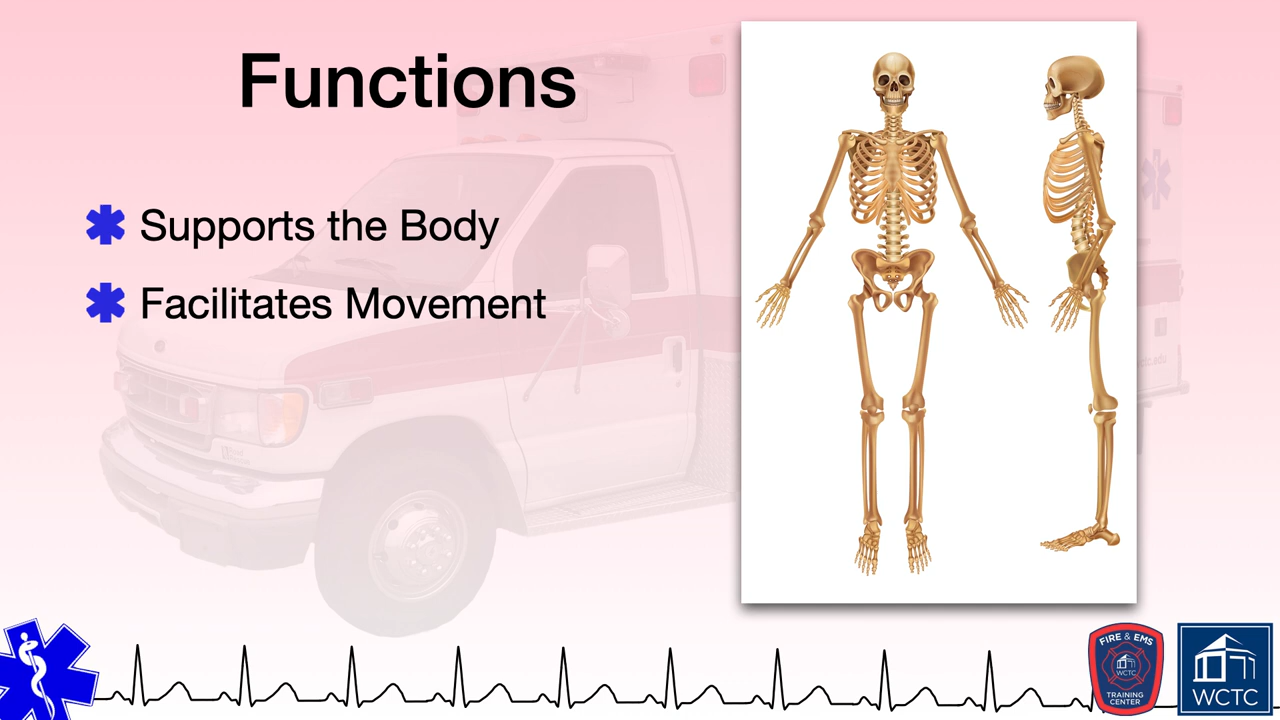 Functions
Supports the Body
Facilitates Movement
FIRE & EMS
WCTC
TRAINING
CENTER
WCTC